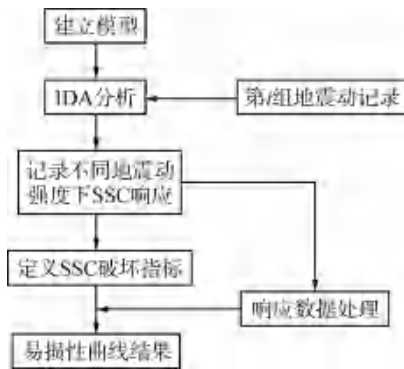 建立模型
IDA分析
第i组地震动记录
记录不同地震动
强度下SSC响应
定义SSC破坏指标
响应数据处理
易损性曲线结果